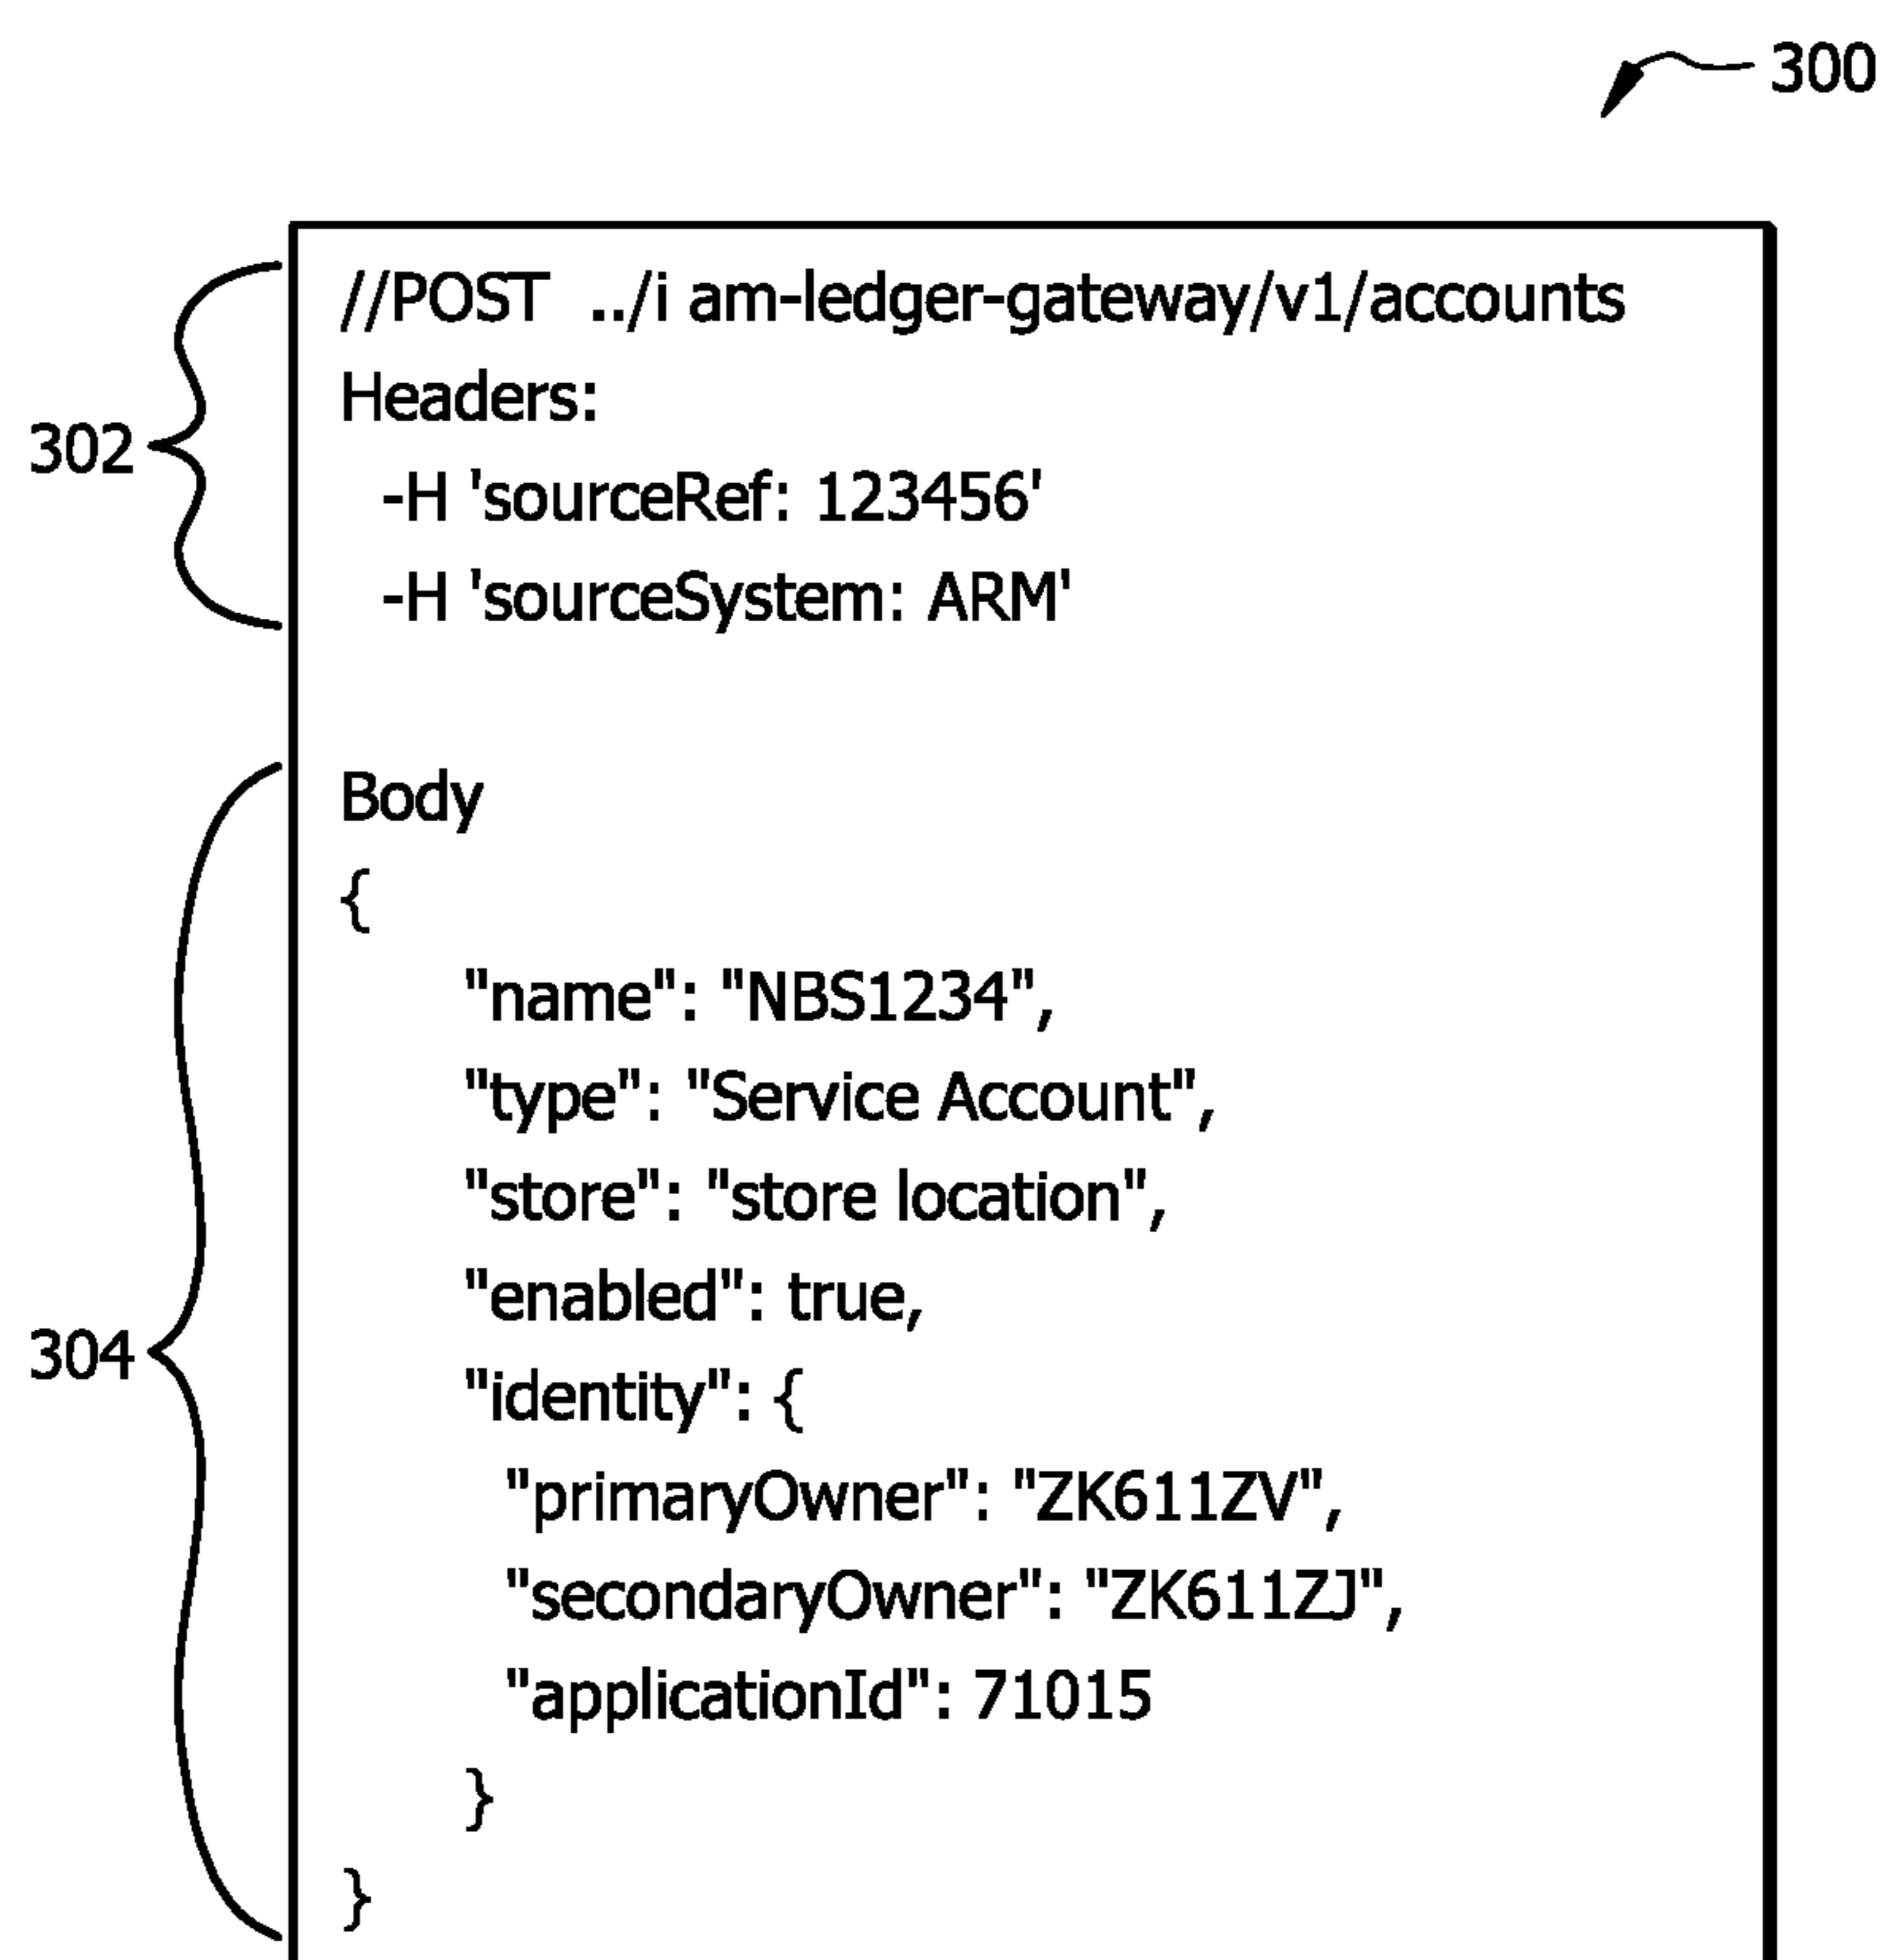 300
//POST ../i am-ledger-gateway/v1/accounts
Headers:
-H 'sourceRef: 123456'
302
-H 'sourceSystem: ARM'
Body
{
"name": "NBS1234",
"type": "Service Account",
"store": "store location",
"enabled": true,
304
"identity": {
"primaryOwner": "ZK611ZV",
"secondaryOwner": "ZK611ZJ",
"applicationId": 71015
}
}